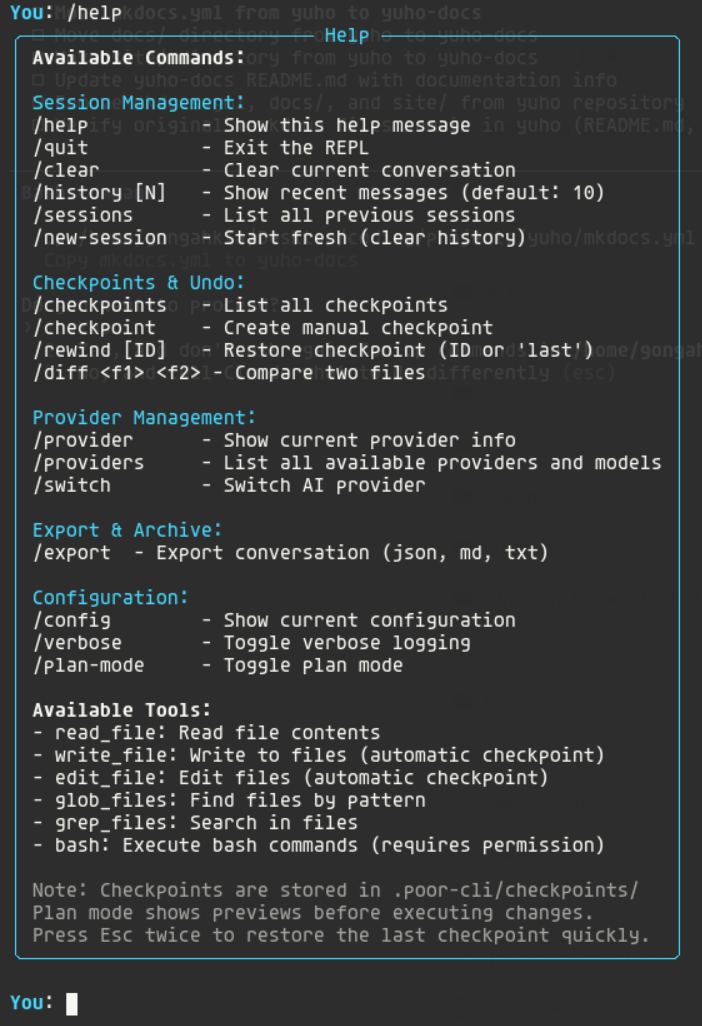 You: /help
Help
Available Commands:
Session Management:
/help - Show this help message
/quit - Exit the REPL
/clear - Clear current conversation
/history [N] - Show recent messages (default: 10)
/sessions - List all previous sessions
/new-session - Start fresh (clear history)
Checkpoints & Undo:
/checkpoints - List all checkpoints
/checkpoint - Create manual checkpoint
/rewind [ID] - Restore checkpoint (ID or 'last')
/diff <f1> <f2> - Compare two files
Provider Management:
/provider - Show current provider info
/providers - List all available providers and models
/switch - Switch AI provider
Export & Archive:
/export - Export conversation (json, md, txt)
Configuration:
/config - Show current configuration
/verbose - Toggle verbose logging
/plan-mode - Toggle plan mode
Available Tools:
- read_file: Read file contents
- write_file: Write to files (automatic checkpoint)
- edit_file: Edit files (automatic checkpoint)
- glob_files: Find files by pattern
- grep_files: Search in files
- bash: Execute bash commands (requires permission)
Note: Checkpoints are stored in .poor-cli/checkpoints/
Plan mode shows previews before executing changes.
Press Esc twice to restore the last checkpoint quickly.
You: